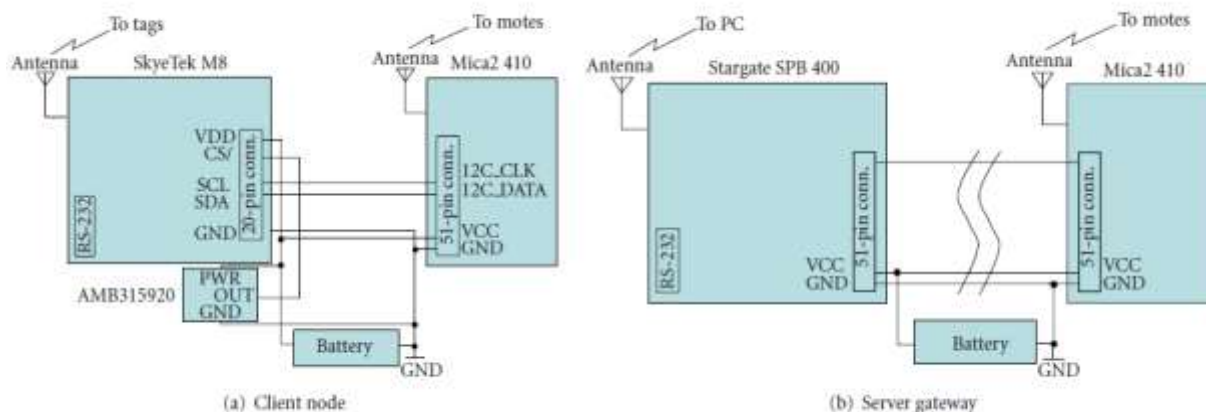 To tags
Antenna
SkyeTek M8
To motes
Antenna
Mica2 410
VDD
CS/
SCL
SDA
GND
20-pin conn.
RS-232
12C_CLK
12C_DATA
VCC
GND
51-pin conn.
AMB315920
PWR
OUT
GND
Battery
GND
(a) Client node
To PC
Antenna
Stargate SPB 400
To motes
Antenna
Mica2 410
RS-232
51-pin conn.
VCC
GND
51-pin conn.
VCC
GND
Battery
GND
(b) Server gateway